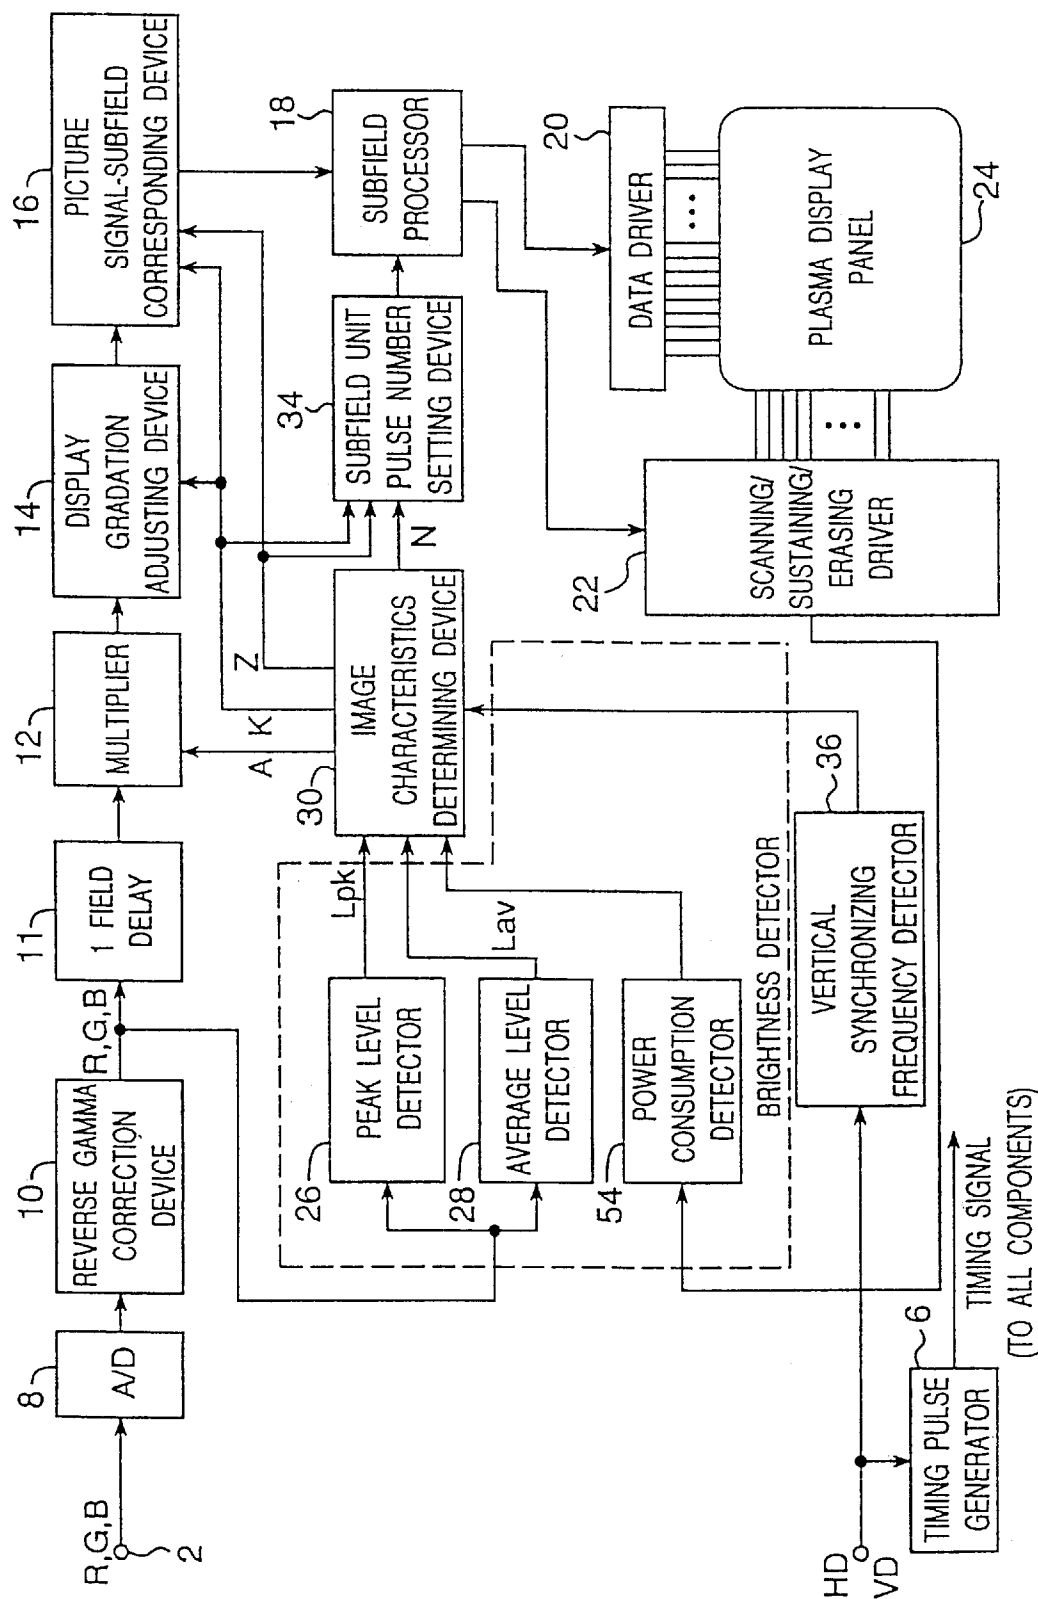 R,G,B
2
8
A/D
10
REVERSE GAMMA
CORRECTION
DEVICE
R,G,B
11
1 FIELD
DELAY
12
MULTIPLIER
14
DISPLAY
GRADATION
ADJUSTING DEVICE
16
PICTURE
SIGNAL-SUBFIELD
CORRESPONDING DEVICE
A
K
Z
26
PEAK LEVEL
DETECTOR
Lpk
28
AVERAGE LEVEL
DETECTOR
Lav
54
POWER
CONSUMPTION
DETECTOR
BRIGHTNESS DETECTOR
30
IMAGE
CHARACTERISTICS
DETERMINING DEVICE
N
34
SUBFIELD UNIT
PULSE NUMBER
SETTING DEVICE
18
SUBFIELD
PROCESSOR
20
DATA DRIVER
22
SCANNING/
SUSTAINING/
ERASING
DRIVER
PLASMA DISPLAY
PANEL
24
36
VERTICAL
SYNCHRONIZING
FREQUENCY DETECTOR
HD
VD
6
TIMING PULSE
GENERATOR
TIMING SIGNAL
(TO ALL COMPONENTS)